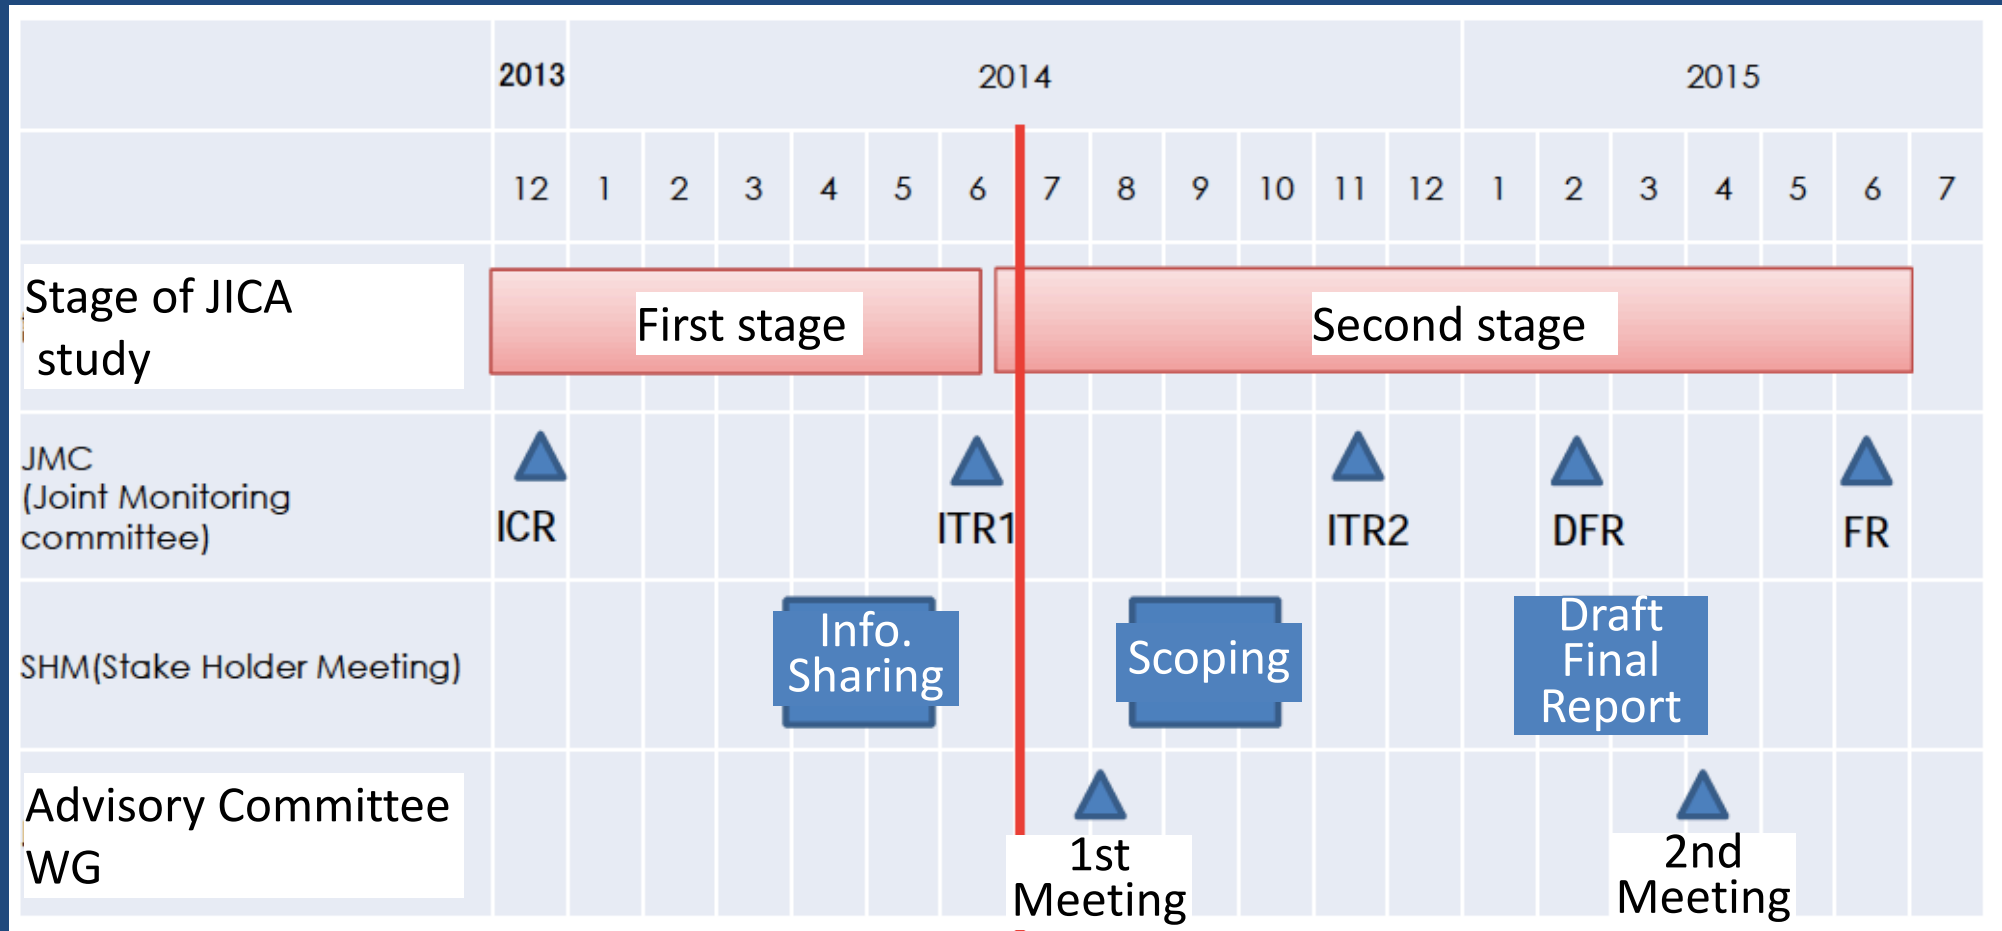 2013 2014 2015
12 1 2 3 4 5 6 7 8 9 10 11 12 1 2 3 4 5 6 7
Stage of JICA
study
First stage
Second stage
JMC
(Joint Monitoring
committee)
ICR
ITR1
ITR2
DFR
FR
SHM(Stake Holder Meeting)
Info.
Sharing
Scoping
Draft
Final
Report
Advisory Committee
WG
1st
Meeting
2nd
Meeting